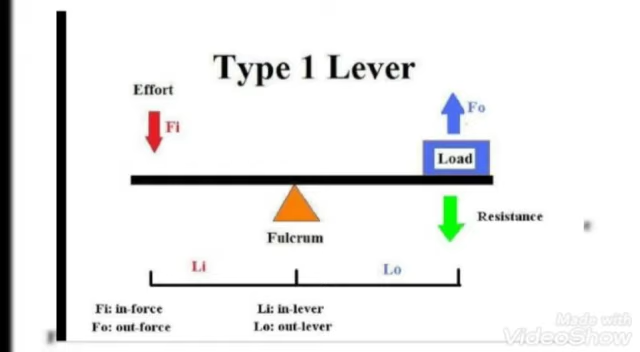 Type 1 Lever
Effort
Fi
Fo
Load
Resistance
Fulcrum
Li
Lo
Fi: in-force
Li: in-lever
Fo: out-force
Lo: out-lever
Made with
VideoShow